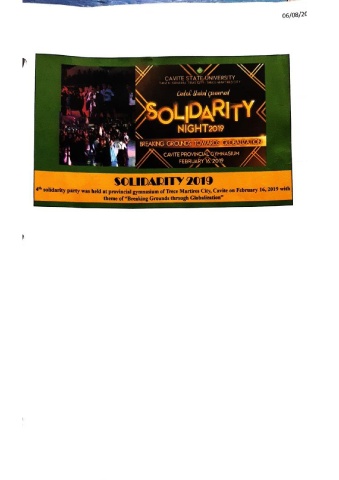 06/08/20
CAVITE STATE UNIVERSITY
SOLIDARITY
NIGHT 2019
BREAKING GROUNDS TOWARDS GLOBALIZATION
CAVITE PROVINCIAL GYMNASIUM
FEBRUARY 16, 2019
SOLIDARITY 2019
4th solidarity party was held at provincial gymnasium of Trece Martires City, Cavite on February 16, 2019 with
theme of "Breaking Grounds through Globalization"